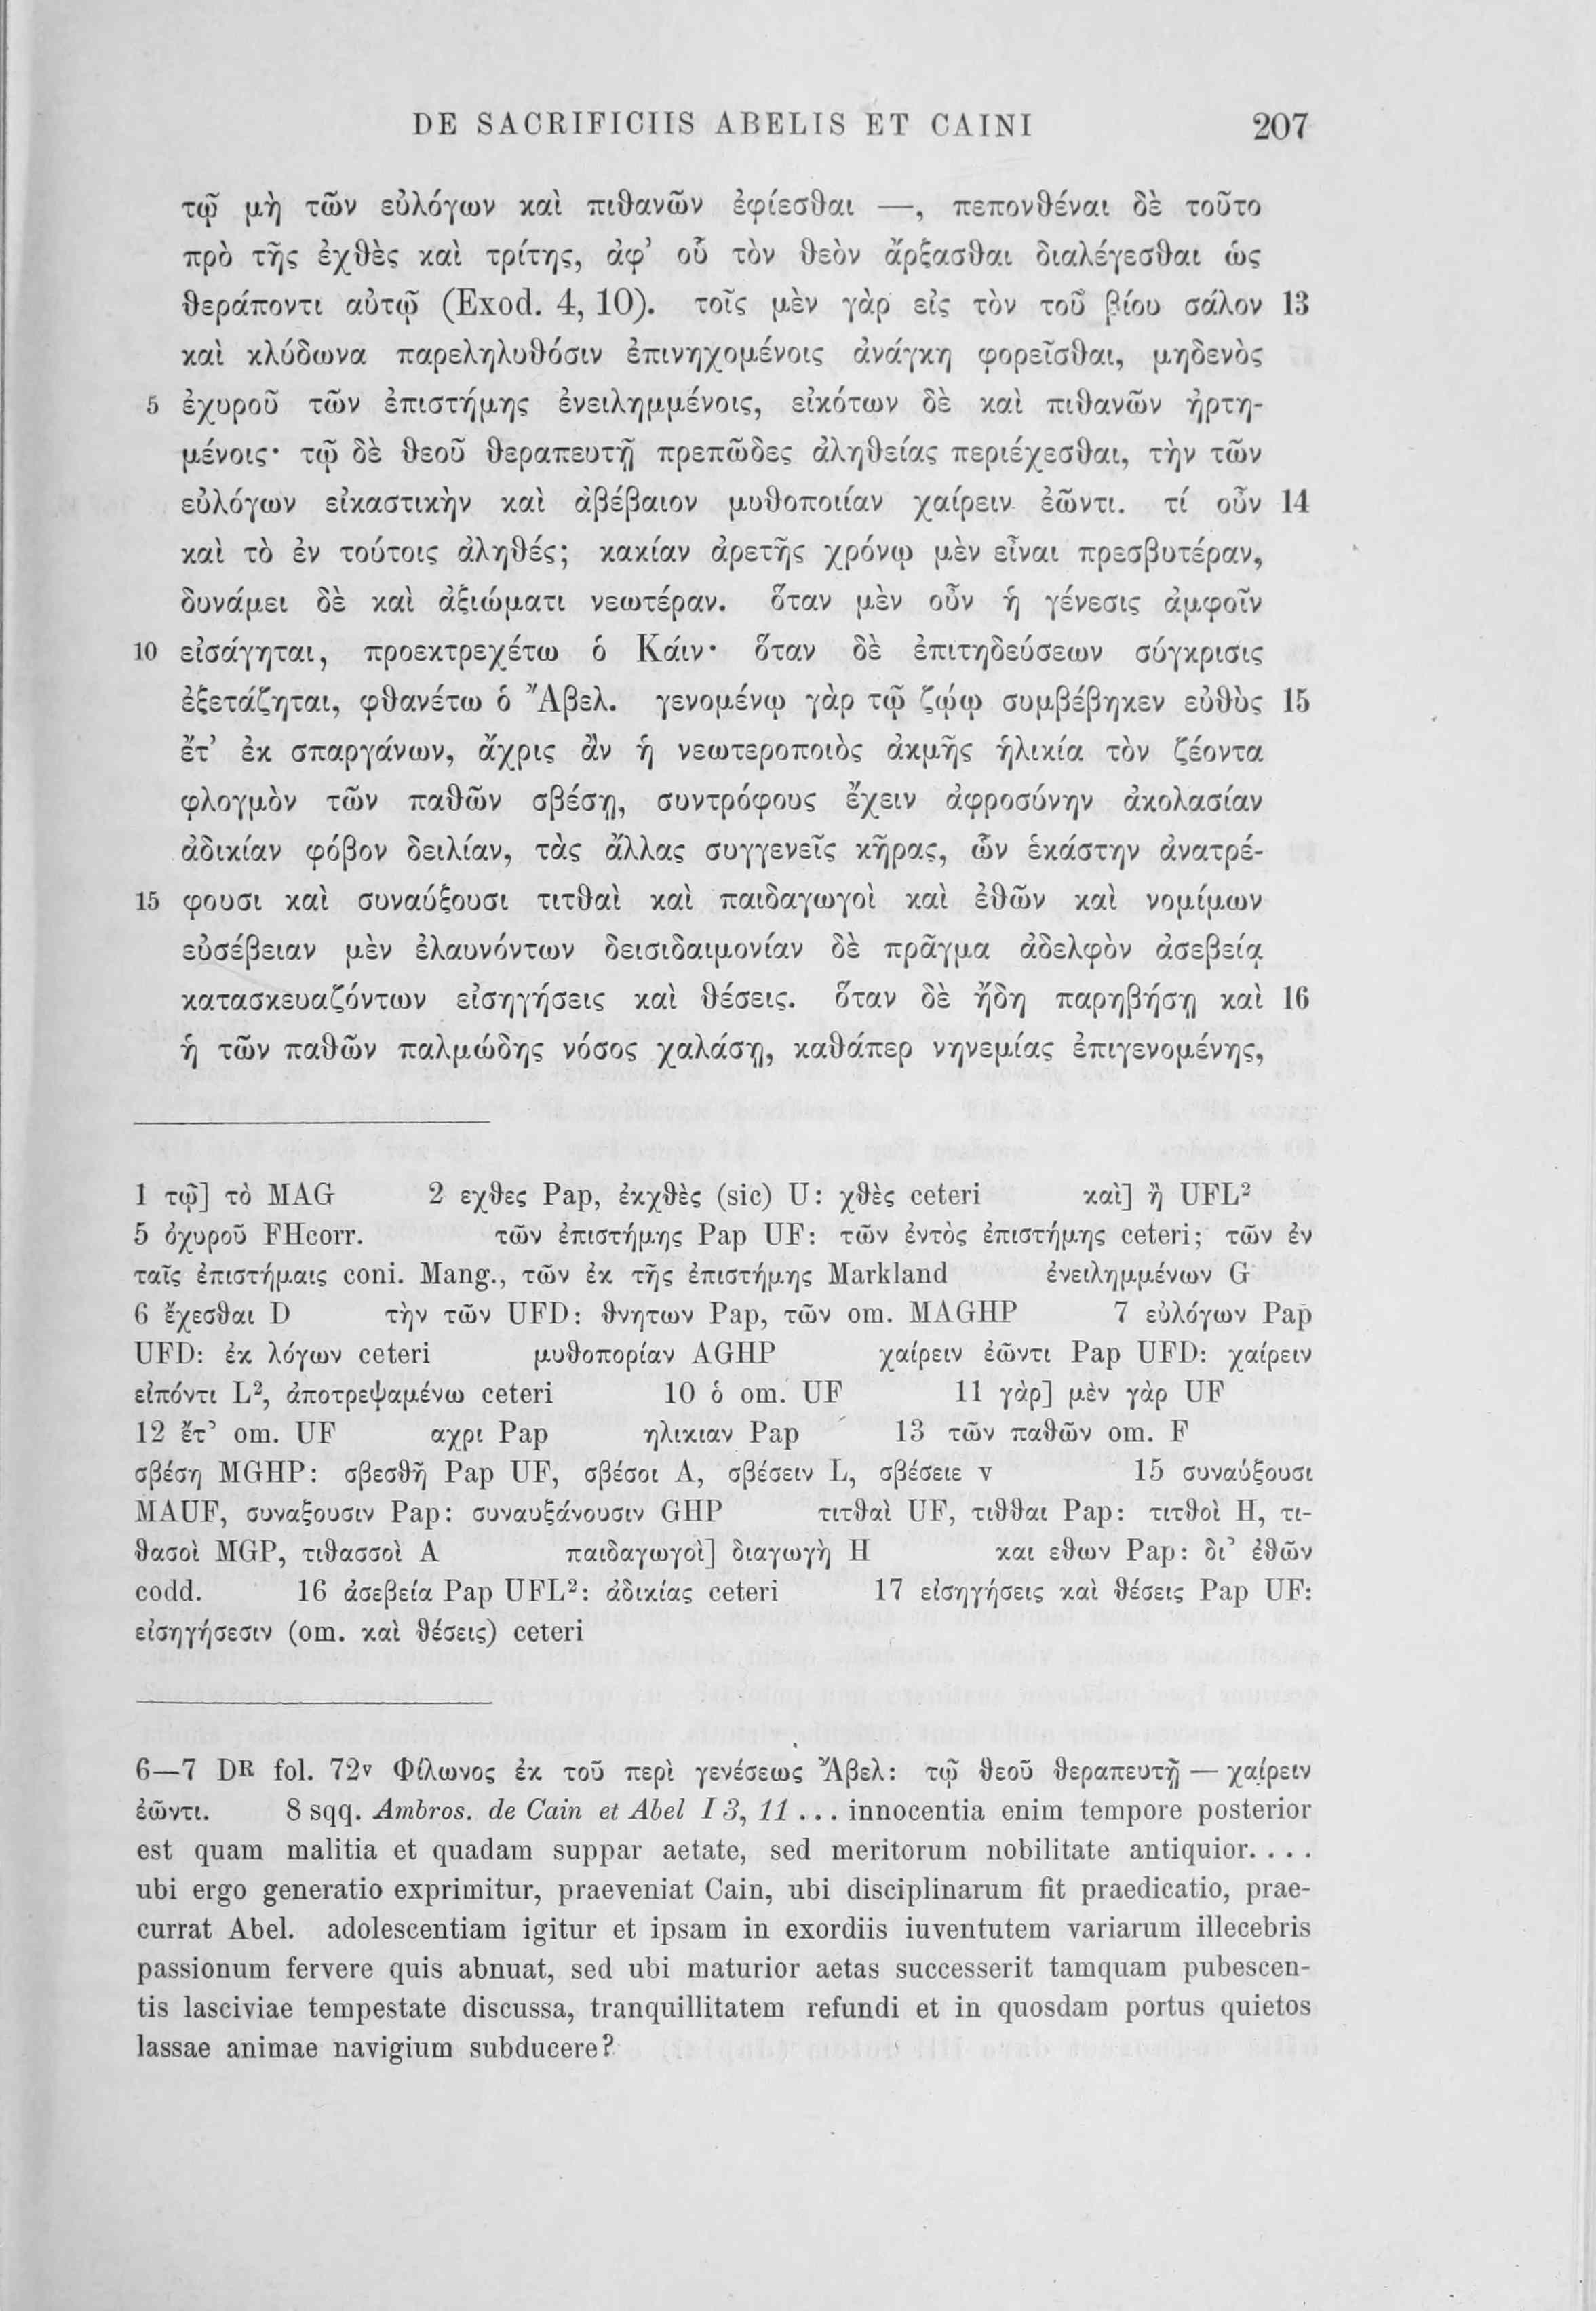 DE SACRIFICIIS ABELIS ET CAINI 207
τῷ μὴ τῶν εὐλόγων καὶ πιθανῶν ἐφίεσθαι —, πεπονθέναι δὲ τοῦτο
πρὸ τῆς ἐχθὲς καὶ τρίτης, ἀφ’ οὗ τὸν θεὸν ἄρξασθαι διαλέγεσθαι ὡς
θεράποντι αὐτῷ (Exod. 4, 10). τοῖς μὲν γὰρ εἰς τὸν τοῦ βίου σάλον 13
καὶ κλύδωνα παρεληλυθόσιν ἐπινηχομένοις ἀνάγκη φορεῖσθαι, μηδενὸς
5 ἐχυροῦ τῶν ἐπιστήμης ἐνειλημμένοις, εἰκότων δὲ καὶ πιθανῶν ἠρτη-
μένοις· τῷ δὲ θεοῦ θεραπευτῇ πρεπῶδες ἀληθείας περιέχεσθαι, τὴν τῶν
εὐλόγων εἰκαστικὴν καὶ ἀβέβαιον μυθοποιίαν χαίρειν ἐῶντι. τί οὖν 14
καὶ τὸ ἐν τούτοις ἀληθές; κακίαν ἀρετῆς χρόνῳ μὲν εἶναι πρεσβυτέραν,
δυνάμει δὲ καὶ ἀξιώματι νεωτέραν. ὅταν μὲν οὖν ἡ γένεσις ἀμφοῖν
10 εἰσάγηται, προεκτρεχέτω ὁ Κάιν· ὅταν δὲ ἐπιτηδεύσεων σύγκρισις
ἐξετάζηται, φθανέτω ὁ Ἄβελ. γενομένῳ γὰρ τῷ ζῴῳ συμβέβηκεν εὐθὺς 15
ἔτ’ ἐκ σπαργάνων, ἄχρις ἂν ἡ νεωτεροποιὸς ἀκμῆς ἡλικία τὸν ζέοντα
φλογμὸν τῶν παθῶν σβέσῃ, συντρόφους ἔχειν ἀφροσύνην ἀκολασίαν
ἀδικίαν φόβον δειλίαν, τὰς ἄλλας συγγενεῖς κῆρας, ὧν ἑκάστην ἀνατρέ-
15 φουσι καὶ συναύξουσι τιτθαὶ καὶ παιδαγωγοὶ καὶ ἐθῶν καὶ νομίμων
εὐσέβειαν μὲν ἐλαυνόντων δεισιδαιμονίαν δὲ πρᾶγμα ἀδελφὸν ἀσεβείᾳ
κατασκευαζόντων εἰσηγήσεις καὶ θέσεις. ὅταν δὲ ἤδη παρηβήσῃ καὶ 16
ἡ τῶν παθῶν παλμώδης νόσος χαλάσῃ, καθάπερ νηνεμίας ἐπιγενομένης,
1 τῷ] τὸ MAG 2 εχθες Pap, ἐκχθὲς (sic) U: χθὲς ceteri καὶ] ἢ UFL²
5 ὀχυροῦ FHcorr. τῶν ἐπιστήμης Pap UF: τῶν ἐντὸς ἐπιστήμης ceteri; τῶν ἐν
ταῖς ἐπιστήμαις coni. Mang., τῶν ἐκ τῆς ἐπιστήμης Markland ἐνειλημμένων G
6 ἔχεσθαι D τὴν τῶν UFD: θνητων Pap, τῶν om. MAGHP 7 εὐλόγων Pap
UFD: ἐκ λόγων ceteri μυθοπορίαν AGHP χαίρειν ἐῶντι Pap UFD: χαίρειν
εἰπόντι L², ἀποτρεψαμένω ceteri 10 ὁ om. UF 11 γὰρ] μὲν γὰρ UF
12 ἔτ’ om. UF αχρι Pap ηλικιαν Pap 13 τῶν παθῶν om. F
σβέση MGHP: σβεσθῆ Pap UF, σβέσοι A, σβέσειν L, σβέσειε v 15 συναύξουσι
MAUF, συναξουσιν Pap: συναυξάνουσιν GHP τιτθαὶ UF, τιθθαι Pap: τιτθοὶ H, τι-
θασοὶ MGP, τιθασσοὶ A παιδαγωγοὶ] διαγωγὴ H και εθων Pap: δι’ ἐθῶν
codd. 16 ἀσεβεία Pap UFL²: ἀδικίας ceteri 17 εἰσηγήσεις καὶ θέσεις Pap UF:
εἰσηγήσεσιν (om. καὶ θέσεις) ceteri
6—7 DR fol. 72v Φίλωνος ἐκ τοῦ περὶ γενέσεως Ἄβελ: τῷ θεοῦ θεραπευτῇ — χαίρειν
ἐῶντι. 8 sqq. Ambros. de Cain et Abel I 3, 11 ... innocentia enim tempore posterior
est quam malitia et quadam suppar aetate, sed meritorum nobilitate antiquior. ...
ubi ergo generatio exprimitur, praeveniat Cain, ubi disciplinarum fit praedicatio, prae-
currat Abel. adolescentiam igitur et ipsam in exordiis iuventutem variarum illecebris
passionum fervere quis abnuat, sed ubi maturior aetas successerit tamquam pubescen-
tis lasciviae tempestate discussa, tranquillitatem refundi et in quosdam portus quietos
lassae animae navigium subducere?